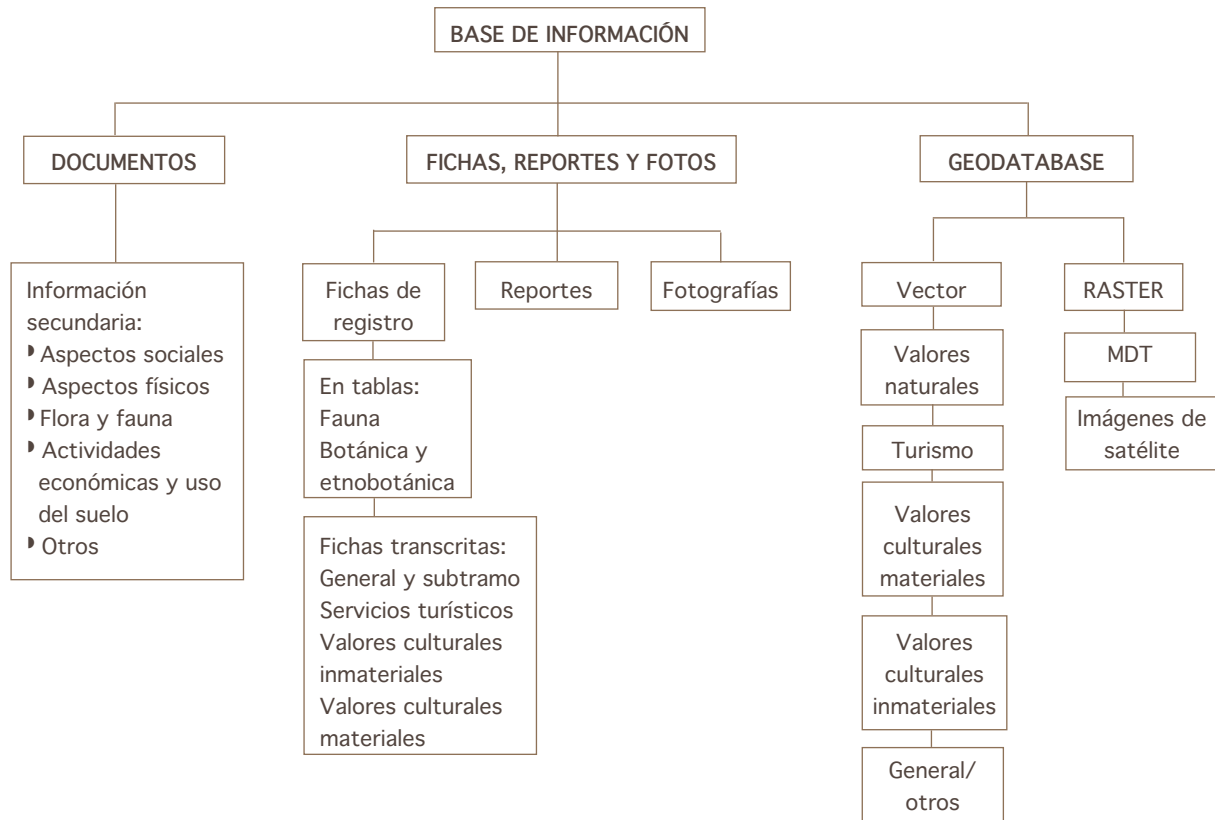 BASE DE INFORMACIÓN
DOCUMENTOS
Información
secundaria:
◗ Aspectos sociales
◗ Aspectos físicos
◗ Flora y fauna
◗ Actividades
económicas y uso
del suelo
◗ Otros
FICHAS, REPORTES Y FOTOS
Fichas de
registro
En tablas:
Fauna
Botánica y
etnobotánica
Fichas transcritas:
General y subtramo
Servicios turísticos
Valores culturales
inmateriales
Valores culturales
materiales
Reportes
Fotografías
GEODATABASE
Vector
Valores
naturales
Turismo
Valores
culturales
materiales
Valores
culturales
inmateriales
General/
otros
RASTER
MDT
Imágenes de
satélite